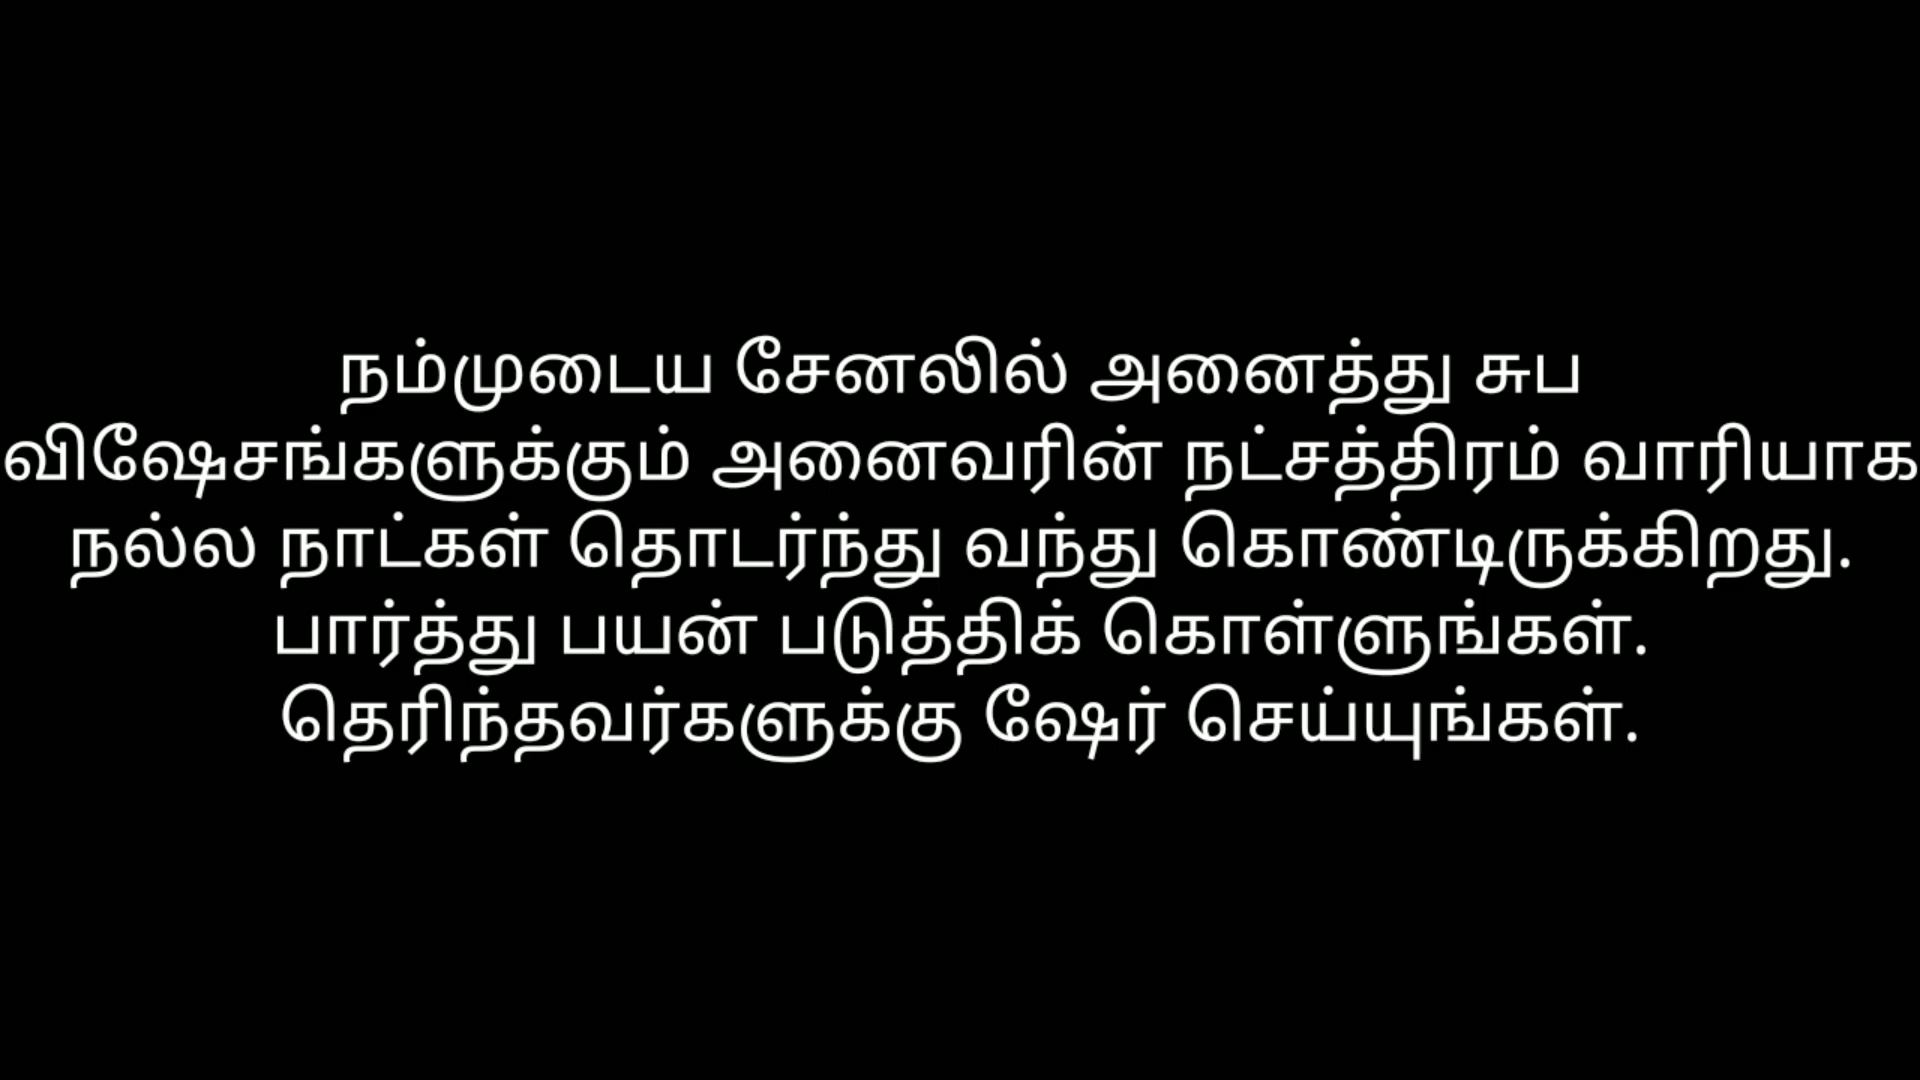 நம்முடைய சேனலில் அனைத்து சுப
விஷேசங்களுக்கும் அனைவரின் நட்சத்திரம் வாரியாக
நல்ல நாட்கள் தொடர்ந்து வந்து கொண்டிருக்கிறது.
பார்த்து பயன் படுத்திக் கொள்ளுங்கள்.
தெரிந்தவர்களுக்கு ஷேர் செய்யுங்கள்.